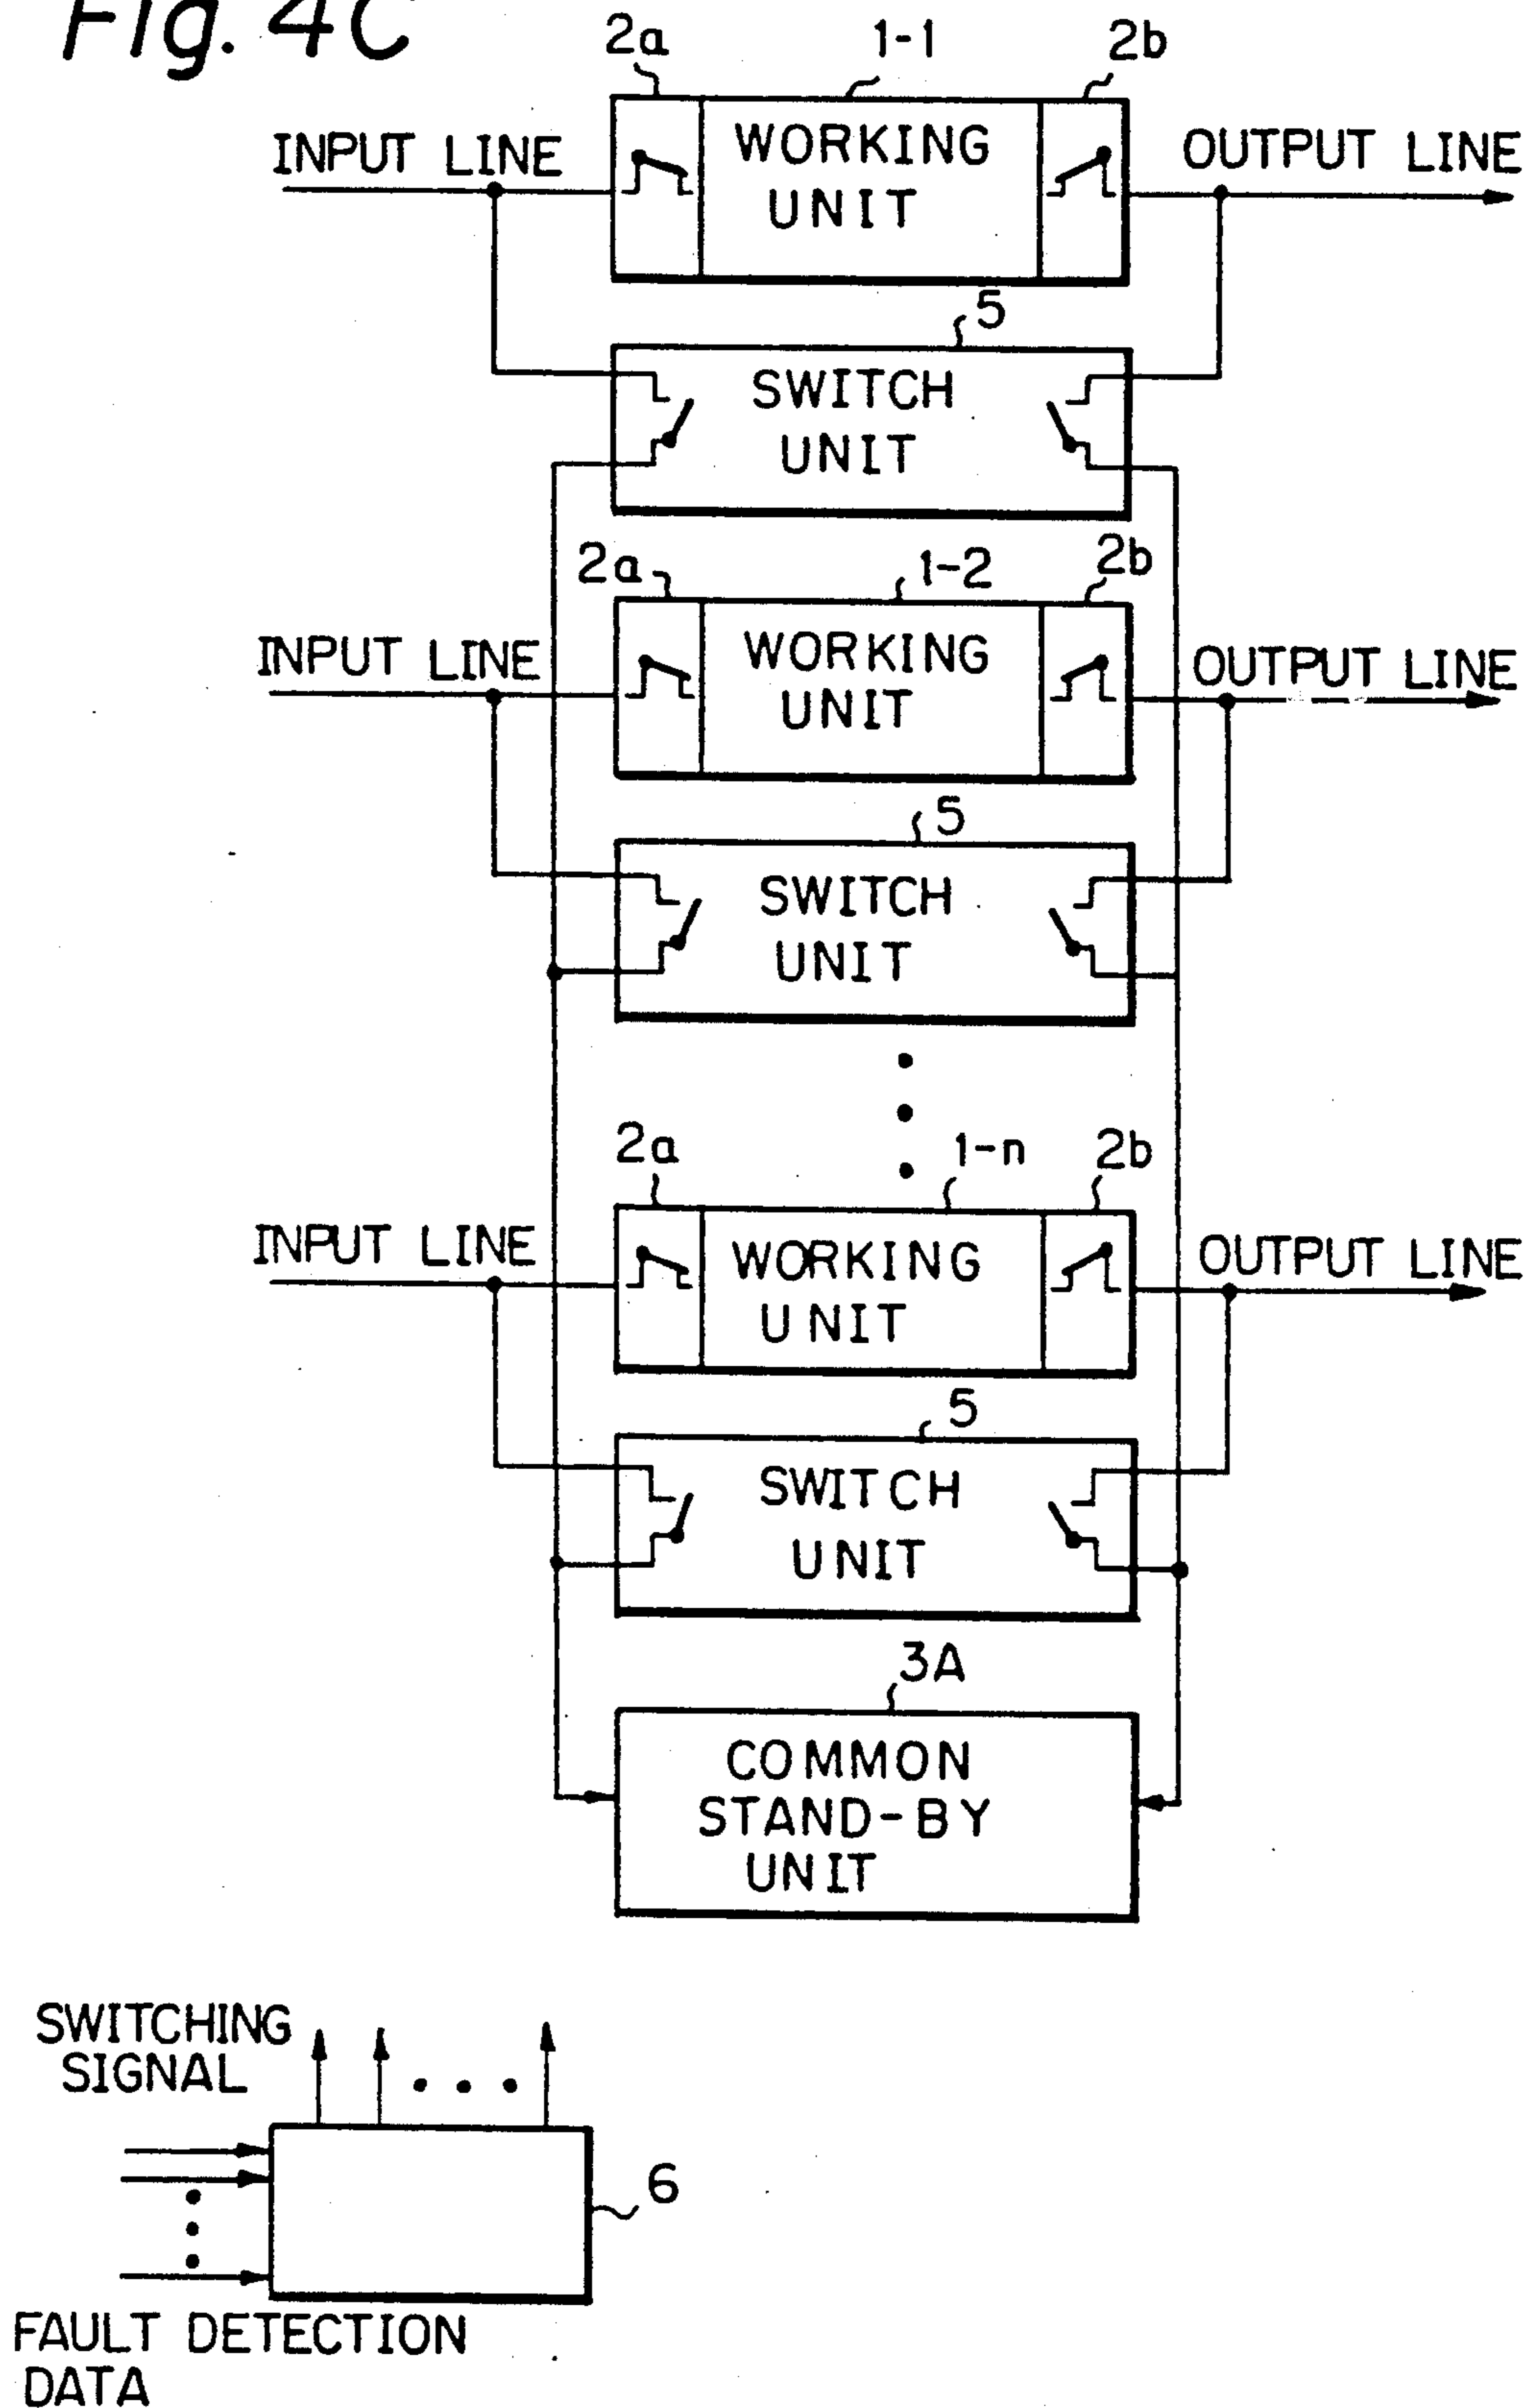 Fig. 4C
2a 1-1 2b
INPUT LINE
WORKING
UNIT
OUTPUT LINE
5
SWITCH
UNIT
2a 1-2 2b
INPUT LINE
WORKING
UNIT
OUTPUT LINE
5
SWITCH
UNIT
2a 1-n 2b
INPUT LINE
WORKING
UNIT
OUTPUT LINE
5
SWITCH
UNIT
3A
COMMON
STAND-BY
UNIT
SWITCHING
SIGNAL
6
FAULT DETECTION
DATA